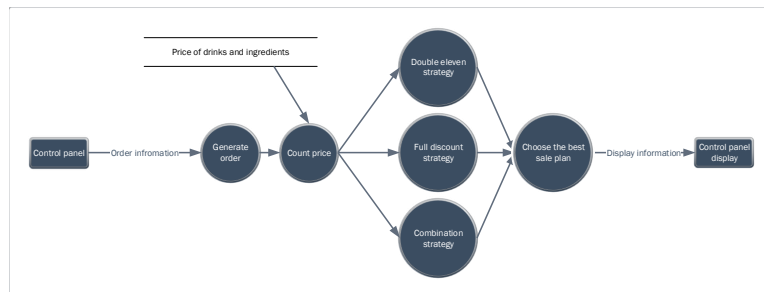 Price of drinks and ingredients
Double eleven
strategy
Control panel
Order infromation
Generate
order
Count price
Full discount
strategy
Choose the best
sale plan
Display information
Control panel
display
Combination
strategy